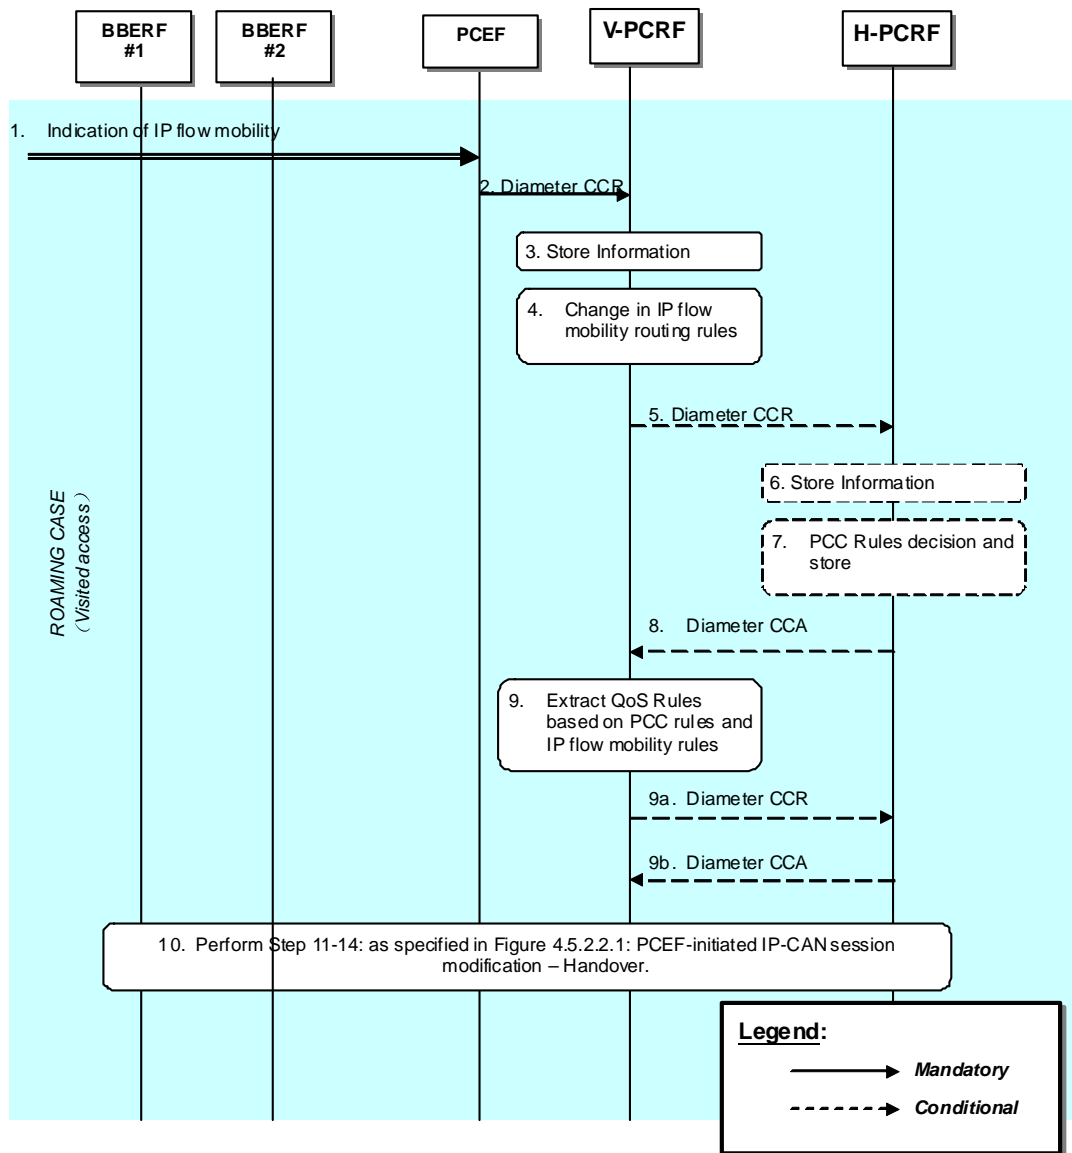 BBERF
#1
BBERF
#2
PCEF
V-PCRF
H-PCRF
1. Indication of IP flow mobility
2. Diameter CCR
3. Store Information
4. Change in IP flow
mobility routing rules
5. Diameter CCR
6. Store Information
7. PCC Rules decision and
store
ROAMING CASE
（Visited access）
8. Diameter CCA
9. Extract QoS Rules
based on PCC rules and
IP flow mobility rules
9a. Diameter CCR
9b. Diameter CCA
10. Perform Step 11-14: as specified in Figure 4.5.2.2.1: PCEF-initiated IP-CAN session
modification – Handover.
Legend:
Mandatory
Conditional